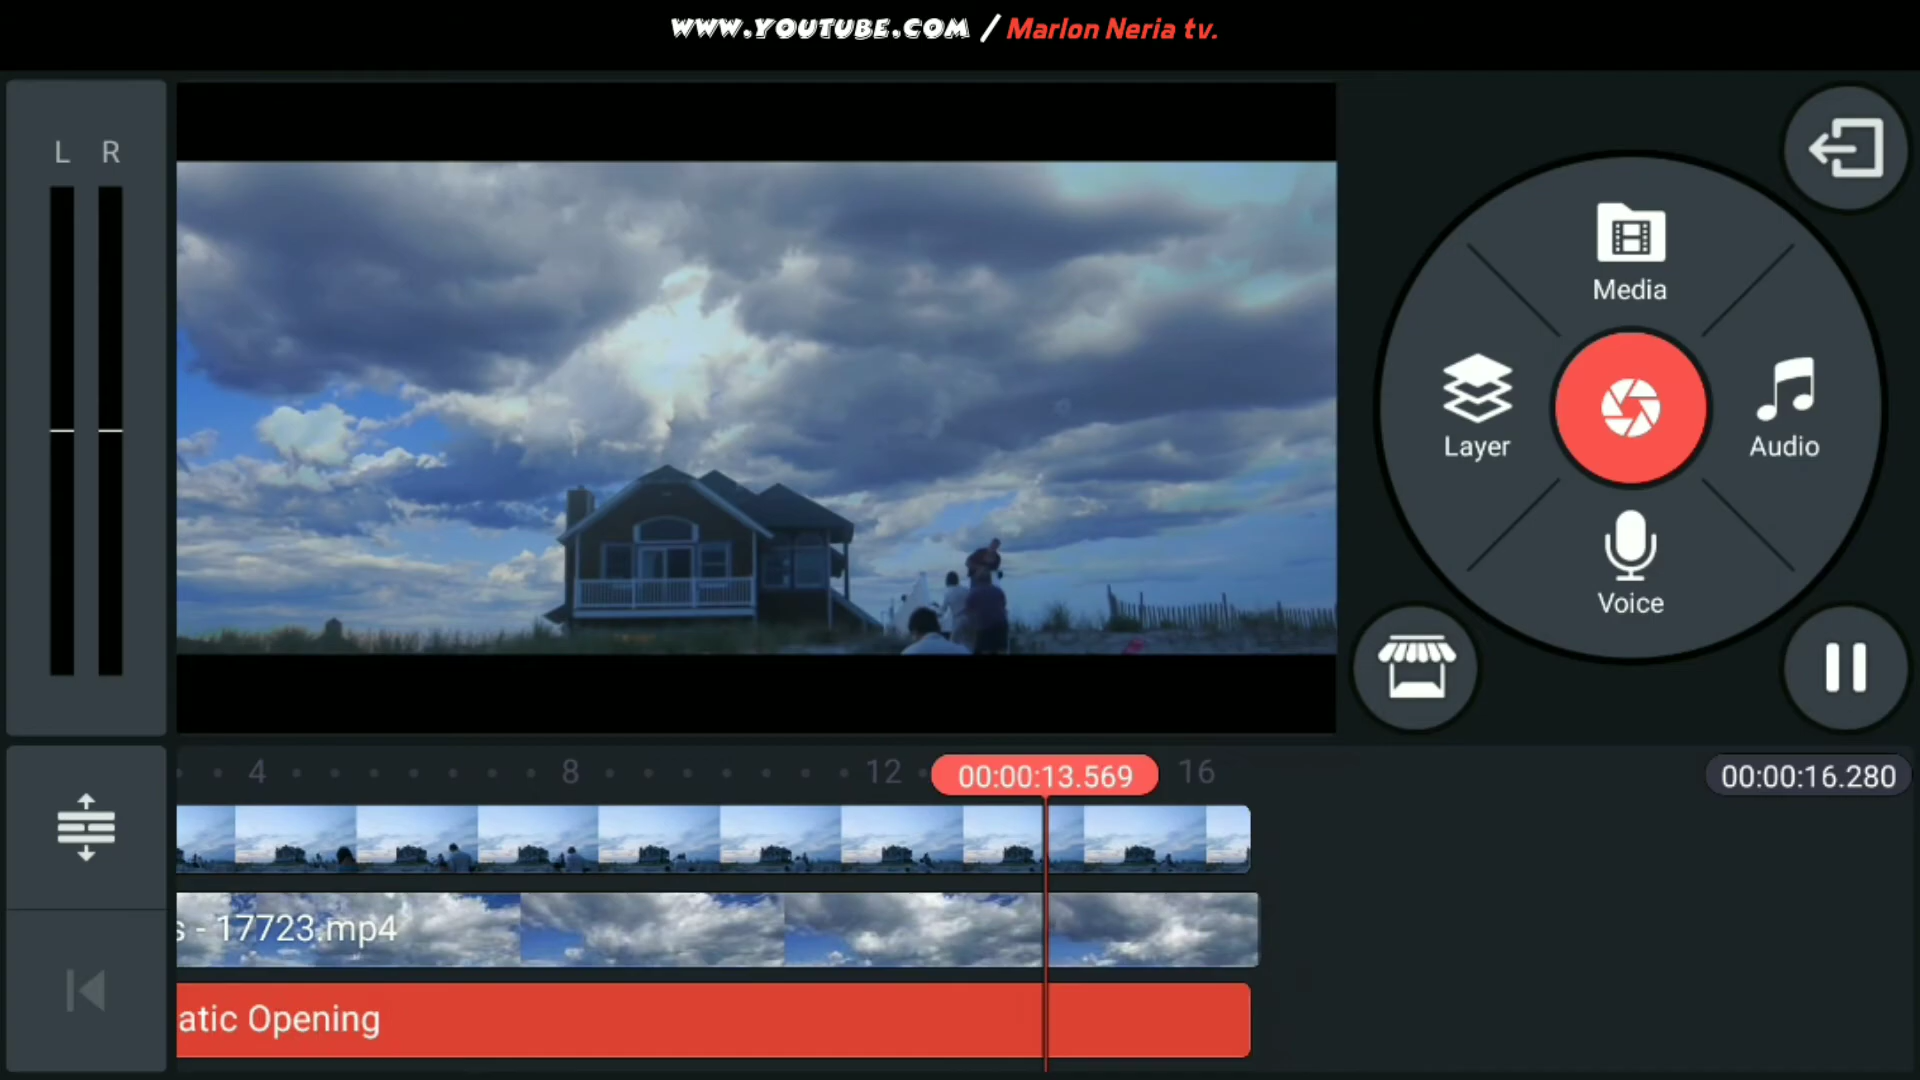 WWW.YOUTUBE.COM / Marlon Neria tv.
L R
Media
Layer
Audio
Voice
4 8 12 00:00:13.569 16 00:00:16.280
s - 17723.mp4
atic Opening